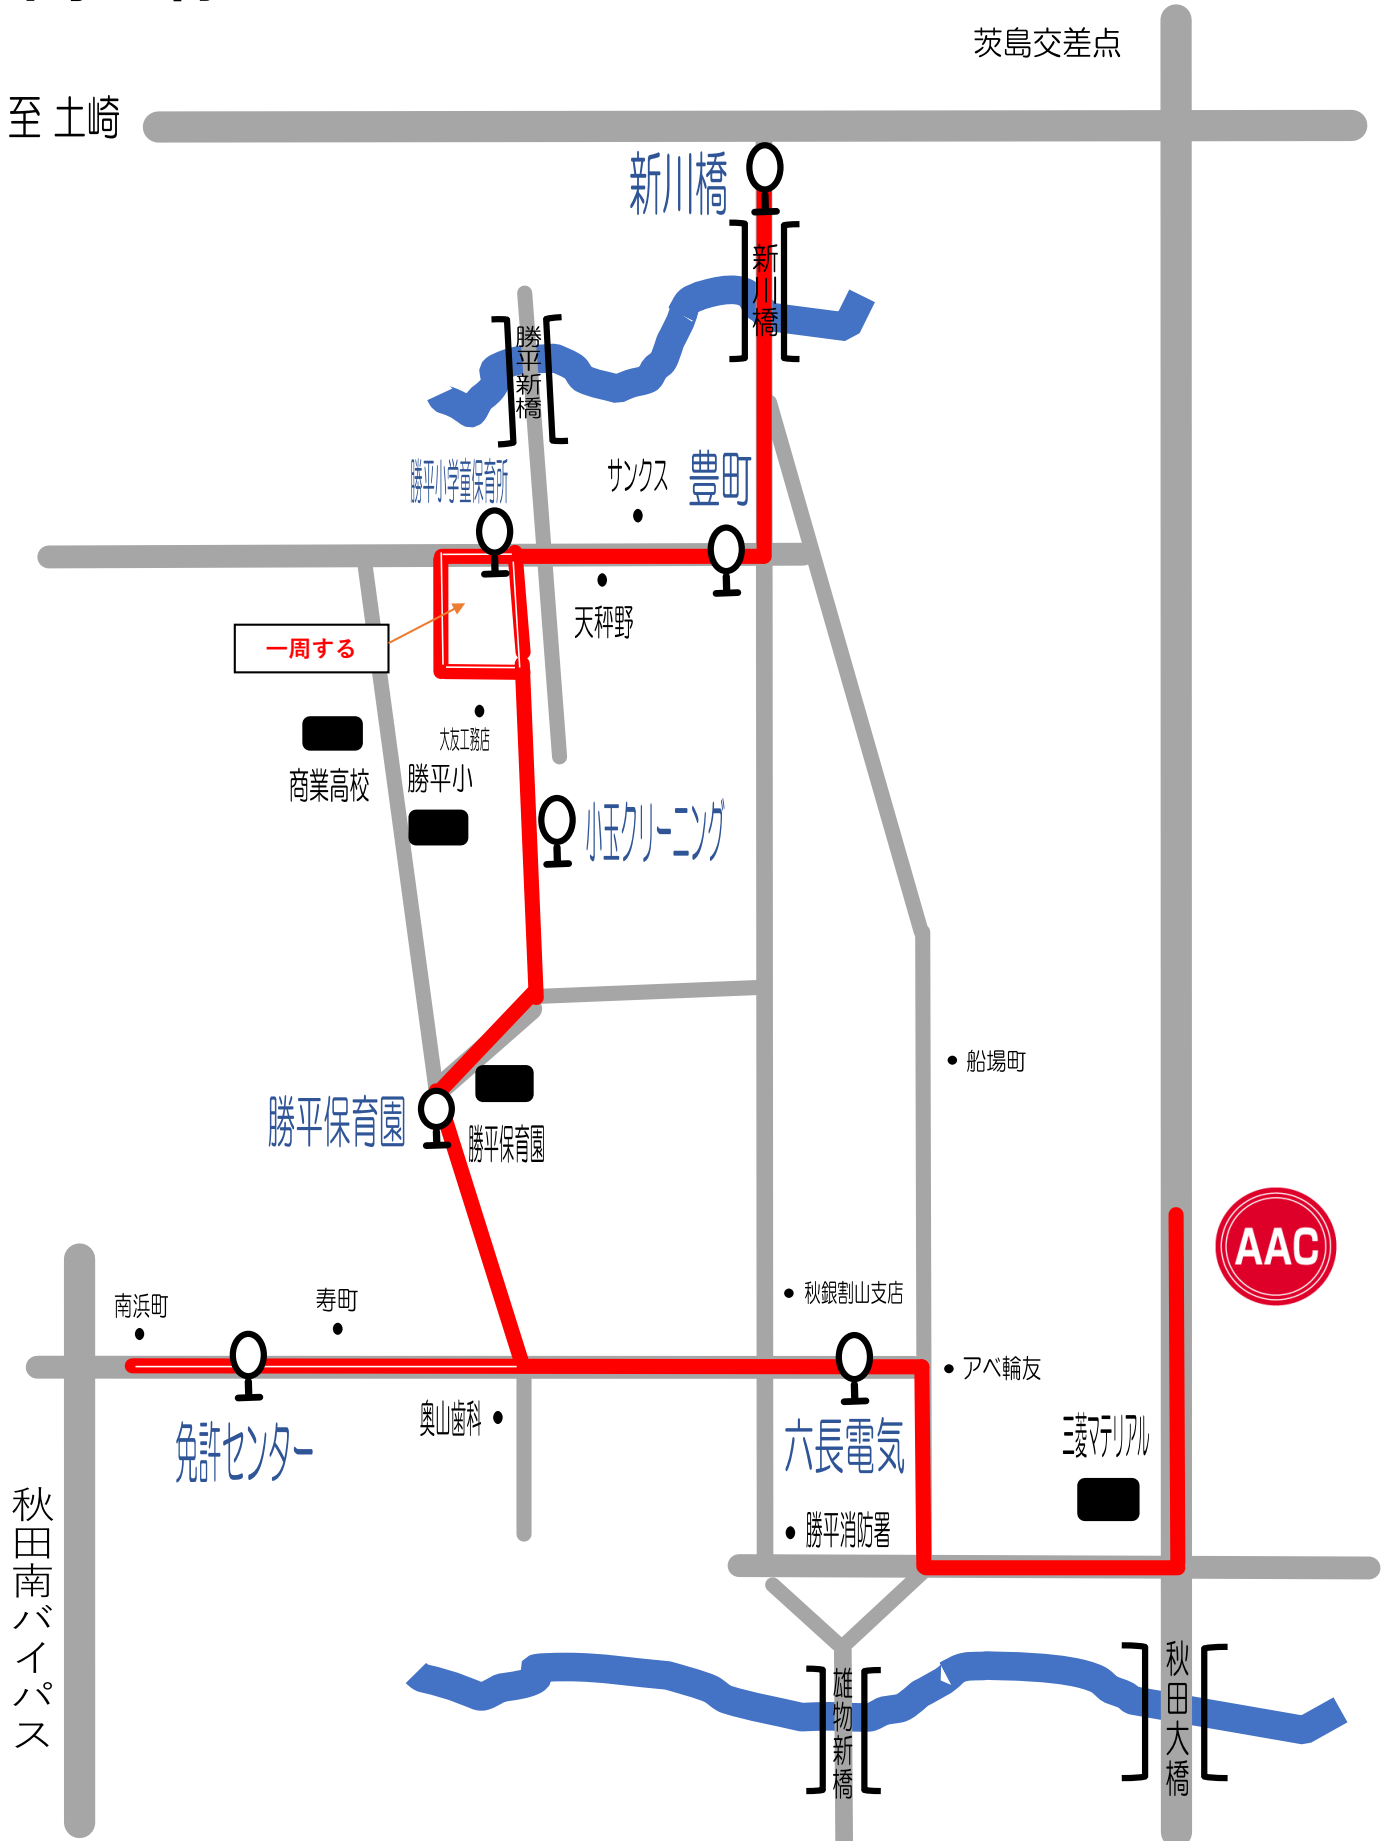 茨島交差点
至 土崎
新川橋
新川橋
勝平新橋
勝平小学童保育所
サンクス
豊町
天秤野
一周する
大友工務店
商業高校
勝平小
小玉クリーニング
船場町
勝平保育園
勝平保育園
AAC
南浜町
寿町
秋銀割山支店
アベ輪友
奥山歯科
免許センター
六長電気
三菱マテリアル
秋田南バイパス
勝平消防署
雄物新橋
秋田大橋